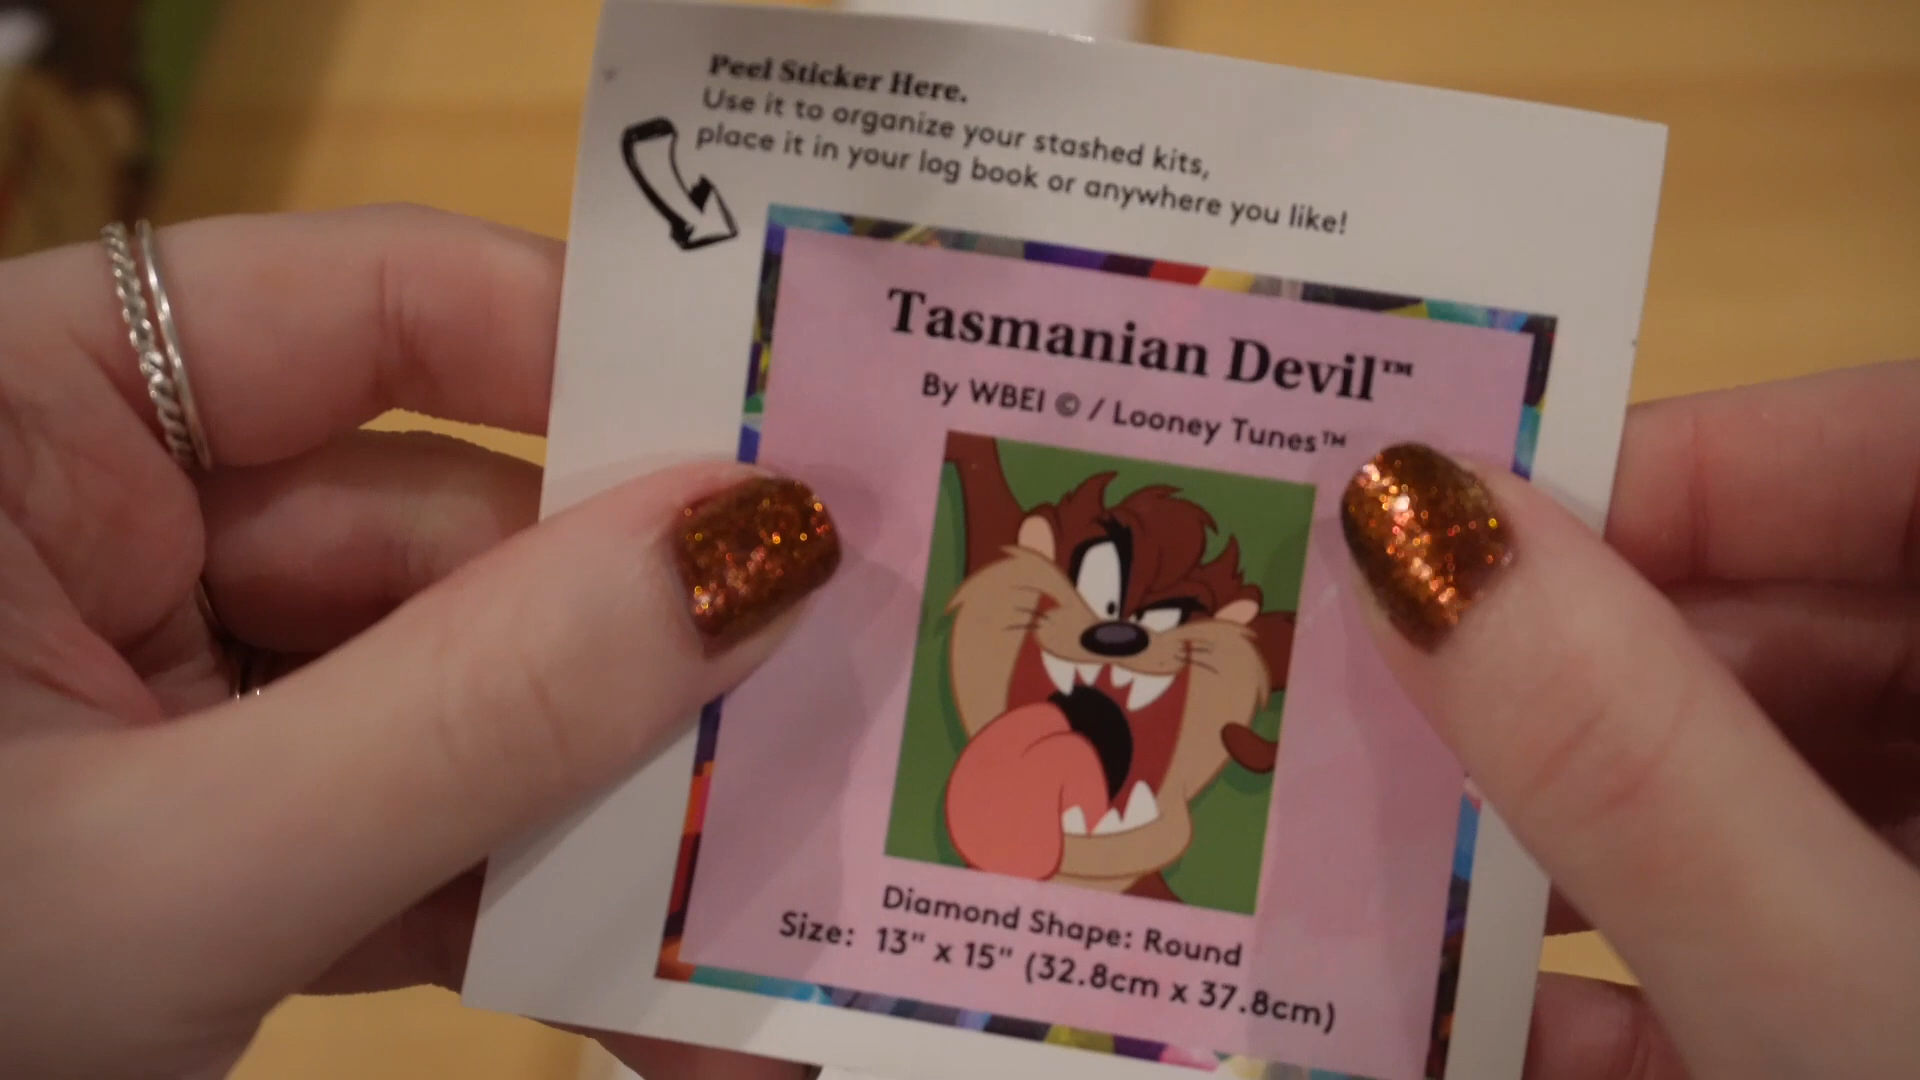 Peel Sticker Here.
Use it to organize your stashed kits,
place it in your log book or anywhere you like!
Tasmanian Devil™
By WBEI © / Looney Tunes™
Diamond Shape: Round
Size: 13" x 15" (32.8cm x 37.8cm)